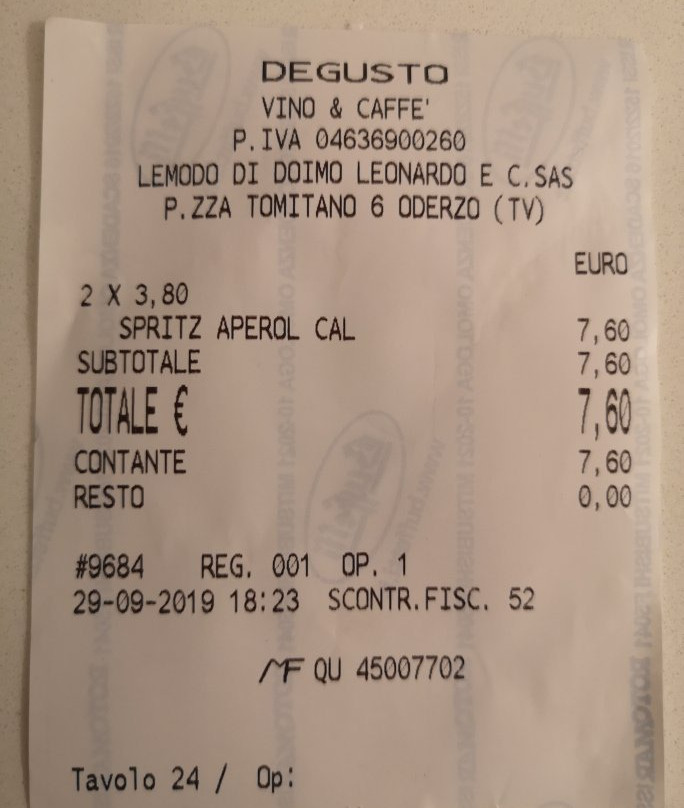 DEGUSTO
VINO & CAFFE'
P.IVA 04636900260
LEMODO DI DOIMO LEONARDO E C.SAS
P.ZZA TOMITANO 6 ODERZO (TV)
EURO
2 X 3,80
SPRITZ APEROL CAL 7,60
SUBTOTALE 7,60
TOTALE € 7,60
CONTANTE 7,60
RESTO 0,00
#9684 REG. 001 OP. 1
29-09-2019 18:23 SCONTR.FISC. 52
MF QU 45007702
Tavolo 24 / Op: